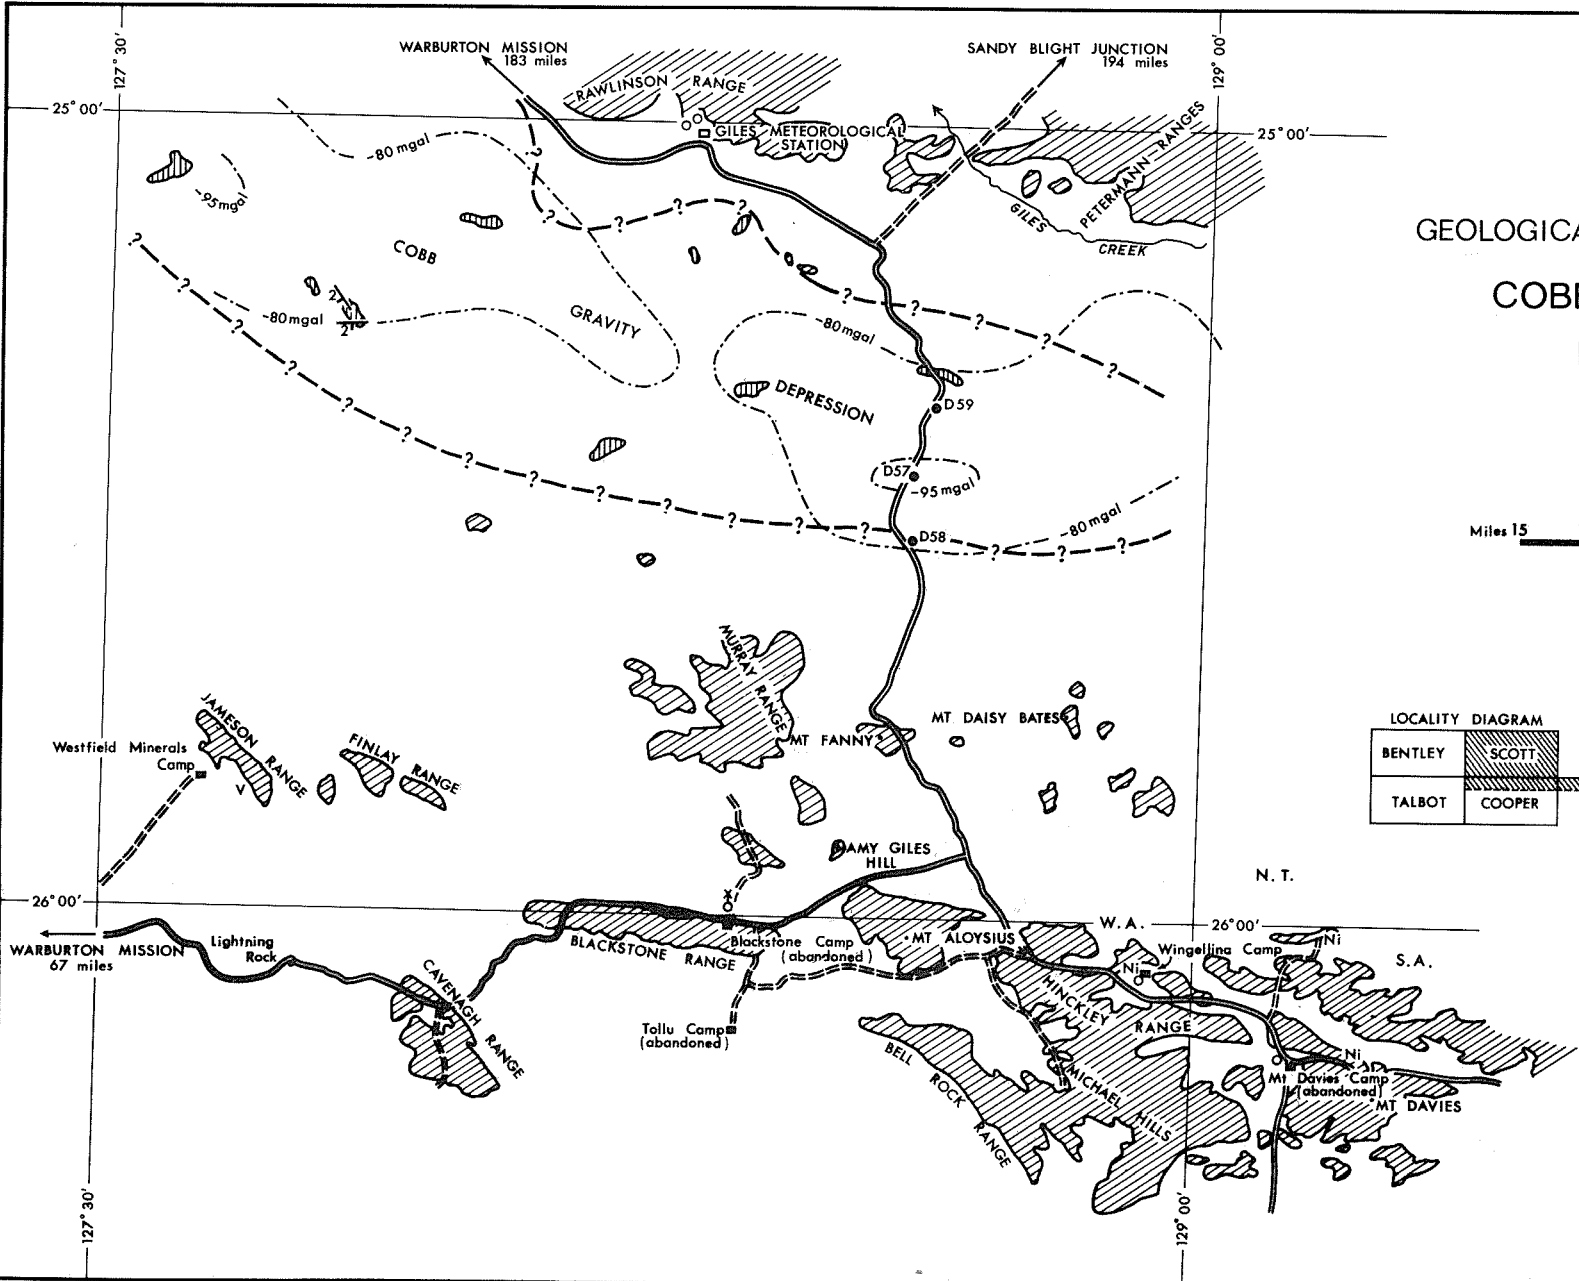 127° 30'
WARBURTON MISSION
183 miles
SANDY BLIGHT JUNCTION
194 miles
129° 00'
25° 00'
RAWLINSON RANGE
GILES METEOROLOGICAL
STATION
25° 00'
PETERMANN RANGES
GILES
CREEK
-80 mgal
-95 mgal
? ? ? ? ?
COBB
GRAVITY
DEPRESSION
GEOLOGICA
COBB
-80 mgal
2
2
-80 mgal
? ? ? ? ?
D59
D57
-95 mgal
D58
-80 mgal
? ? ? ? ? ? ? ? ? ? ? ? ? ? ? ?
Miles 15
MURRAY RANGE
MT DAISY BATES
MT FANNY
JAMESON RANGE
V
FINLAY RANGE
Westfield Minerals
Camp
LOCALITY DIAGRAM
BENTLEY SCOTT
TALBOT COOPER
AMY GILES
HILL
N.T.
26° 00'
W.A.
26° 00'
S.A.
WARBURTON MISSION
67 miles
Lightning
Rock
BLACKSTONE RANGE
Blackstone Camp
(abandoned)
MT ALOYSIUS
Wingellina Camp
Ni
Ni
CAVENAGH RANGE
Tollu Camp
(abandoned)
HINCKLEY
RANGE
BELL ROCK RANGE
MICHAEL HILLS
Ni
Mt Davies Camp
(abandoned)
MT DAVIES
127° 30'
129° 00'